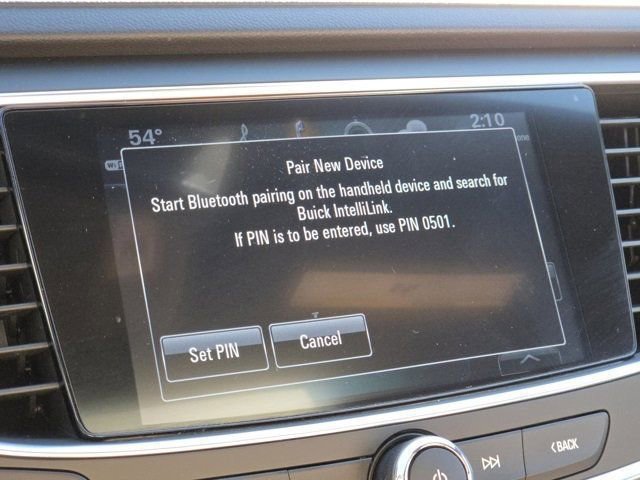 54° 2:10
WiFi
Pair New Device
Start Bluetooth pairing on the handheld device and search for
Buick IntelliLink.
If PIN is to be entered, use PIN 0501.
Set PIN Cancel
BACK